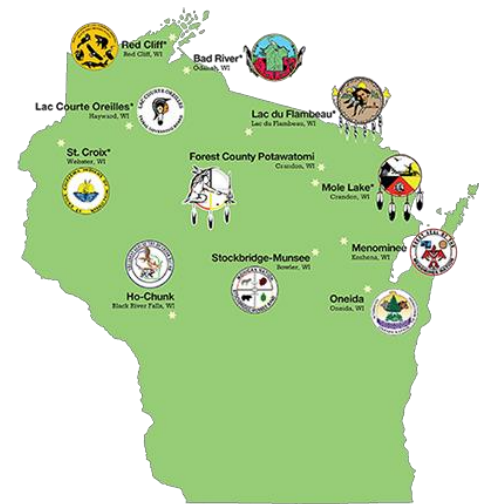 Red Cliff*
Red Cliff, WI
Bad River*
Odanah, WI
Lac Courte Oreilles*
Hayward, WI
Lac du Flambeau*
Lac du Flambeau, WI
St. Croix*
Webster, WI
Forest County Potawatomi
Crandon, WI
Mole Lake*
Crandon, WI
Stockbridge-Munsee
Bowler, WI
Menominee
Keshena, WI
Ho-Chunk
Black River Falls, WI
Oneida
Oneida, WI